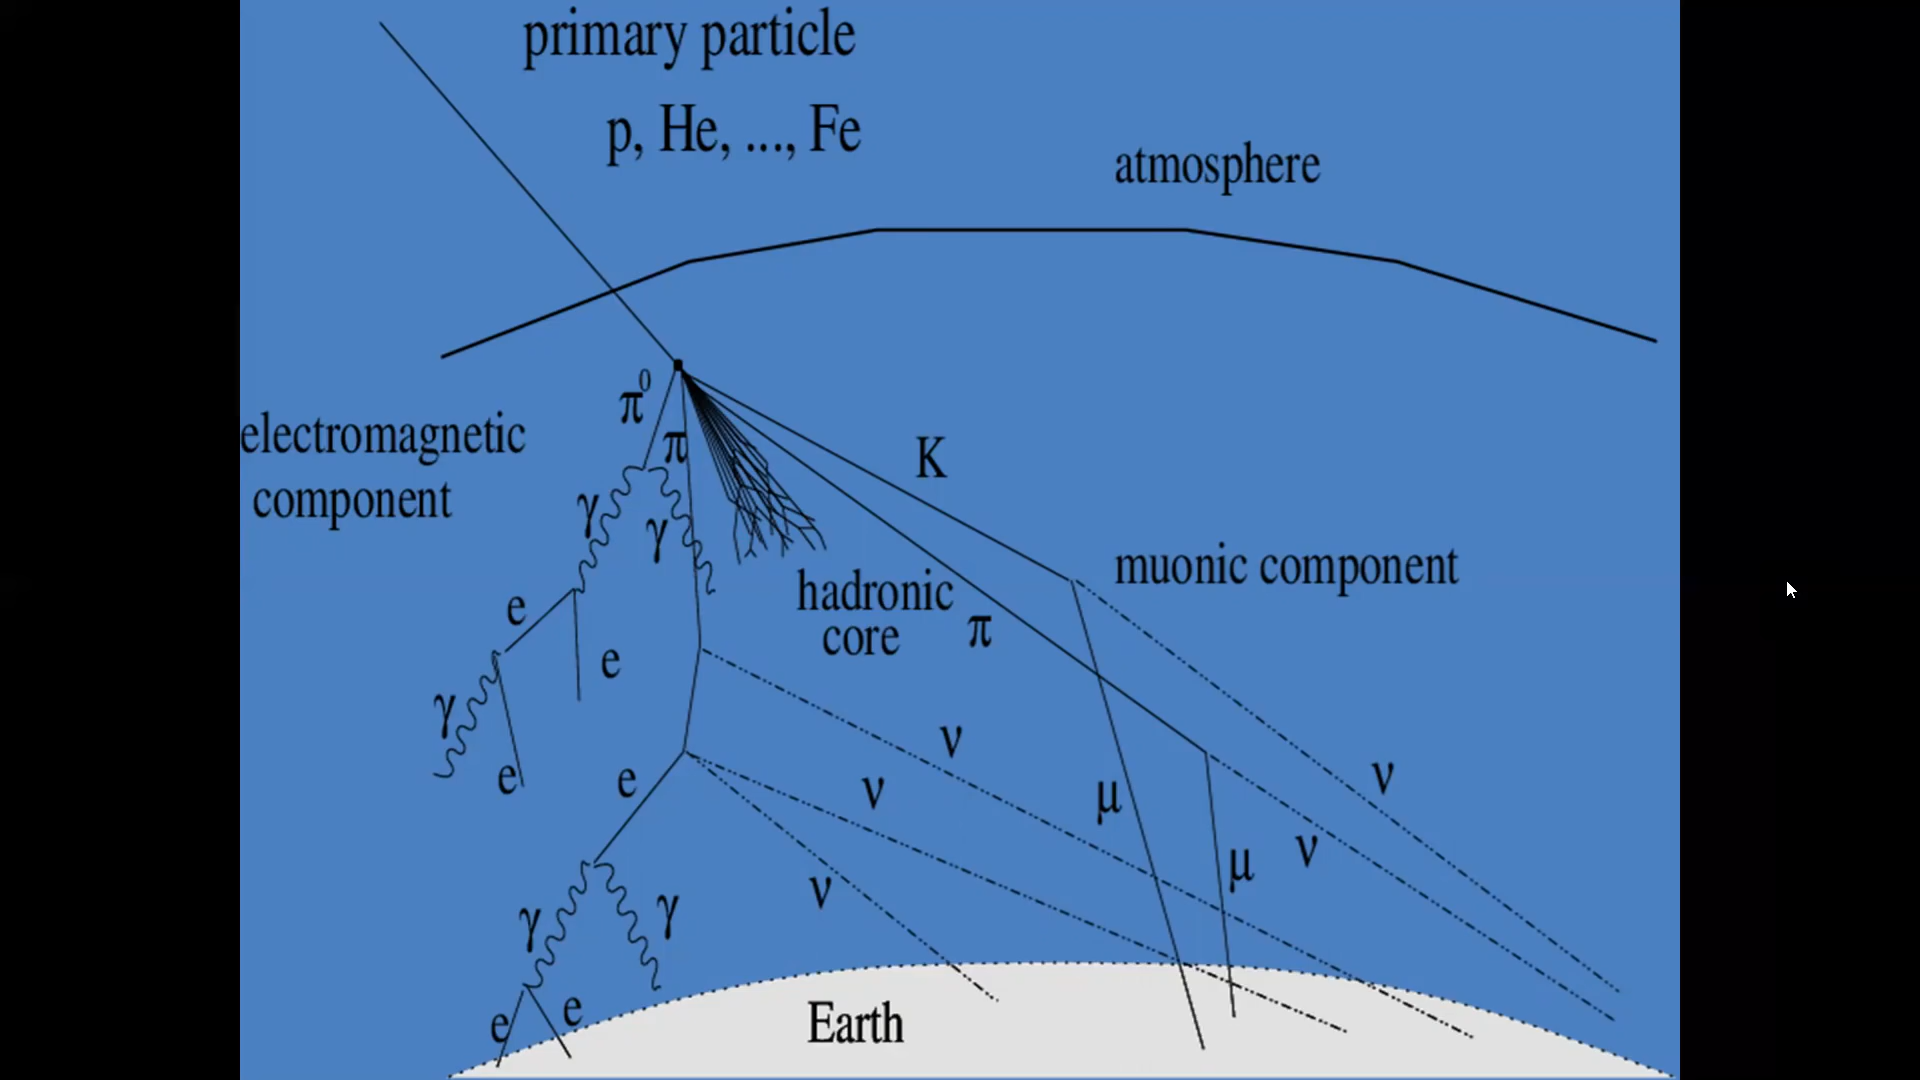 primary particle
p, He, ..., Fe
atmosphere
π⁰
electromagnetic
component
π
K
γ
γ
muonic component
hadronic
core
π
e
e
γ
e
e
ν
ν
ν
μ
ν
μ
ν
γ
γ
e
e
Earth